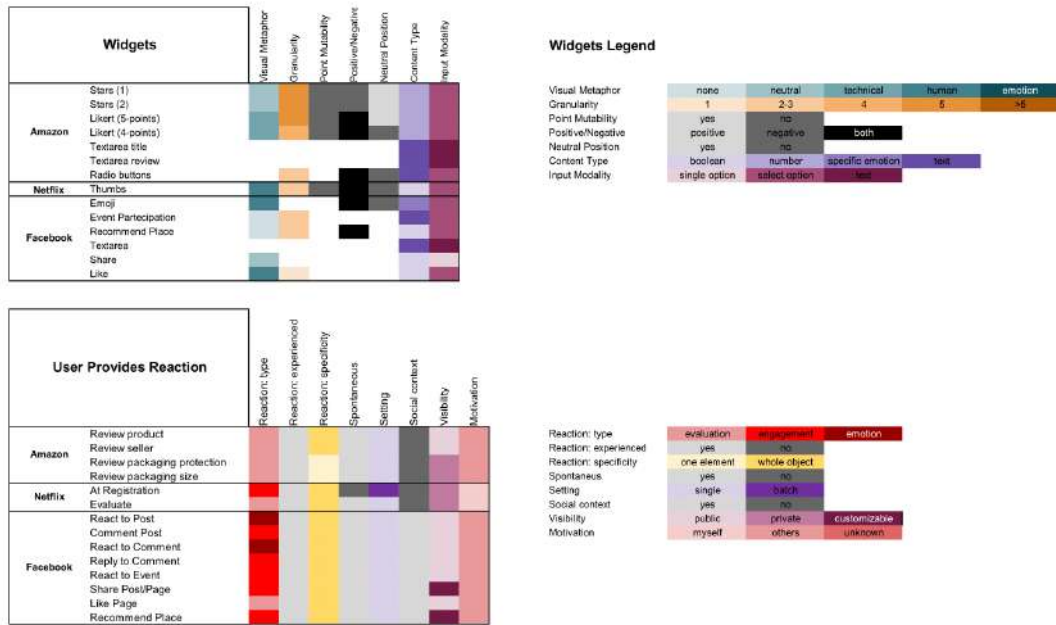 Widgets
Visual Metaphor
Granularity
Point Mutability
Positive/Negative
Neutral Position
Content Type
Input Modality
Amazon
Stars (1)
Stars (2)
Likert (5-points)
Likert (4-points)
Textarea title
Textarea review
Radio buttons
Netflix
Thumbs
Facebook
Emoji
Event Partecipation
Recommend Place
Textarea
Share
Like
Widgets Legend
Visual Metaphor none neutral technical human emotion
Granularity 1 2-3 4 5 >5
Point Mutability yes no
Positive/Negative positive negative both
Neutral Position yes no
Content Type boolean number specific emotion text
Input Modality single option select option text
User Provides Reaction
Reaction: type
Reaction: experienced
Reaction: specificity
Spontaneous
Setting
Social context
Visibility
Motivation
Amazon
Review product
Review seller
Review packaging protection
Review packaging size
Netflix
At Registration
Evaluate
Facebook
React to Post
Comment Post
React to Comment
Reply to Comment
React to Event
Share Post/Page
Like Page
Recommend Place
Reaction: type evaluation engagement emotion
Reaction: experienced yes no
Reaction: specificity one element whole object
Spontaneus yes no
Setting single batch
Social context yes no
Visibility public private customizable
Motivation myself others unknown